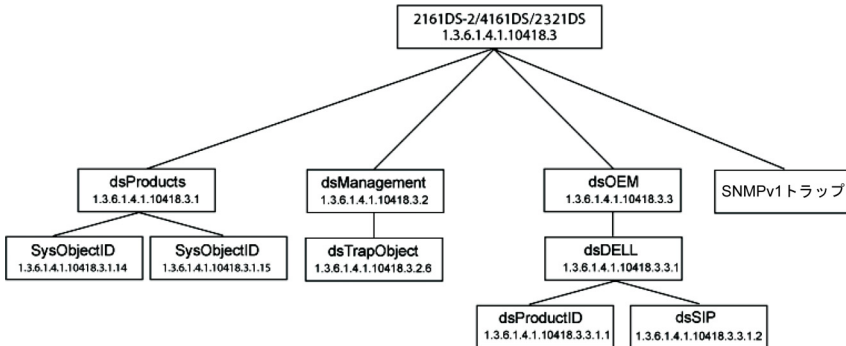 2161DS-2/4161DS/2321DS
1.3.6.1.4.1.10418.3
dsProducts
1.3.6.1.4.1.10418.3.1
dsManagement
1.3.6.1.4.1.10418.3.2
dsOEM
1.3.6.1.4.1.10418.3.3
SNMPv1トラップ
SysObjectID
1.3.6.1.4.1.10418.3.1.14
SysObjectID
1.3.6.1.4.1.10418.3.1.15
dsTrapObject
1.3.6.1.4.1.10418.3.2.6
dsDELL
1.3.6.1.4.1.10418.3.3.1
dsProductID
1.3.6.1.4.1.10418.3.3.1.1
dsSIP
1.3.6.1.4.1.10418.3.3.1.2